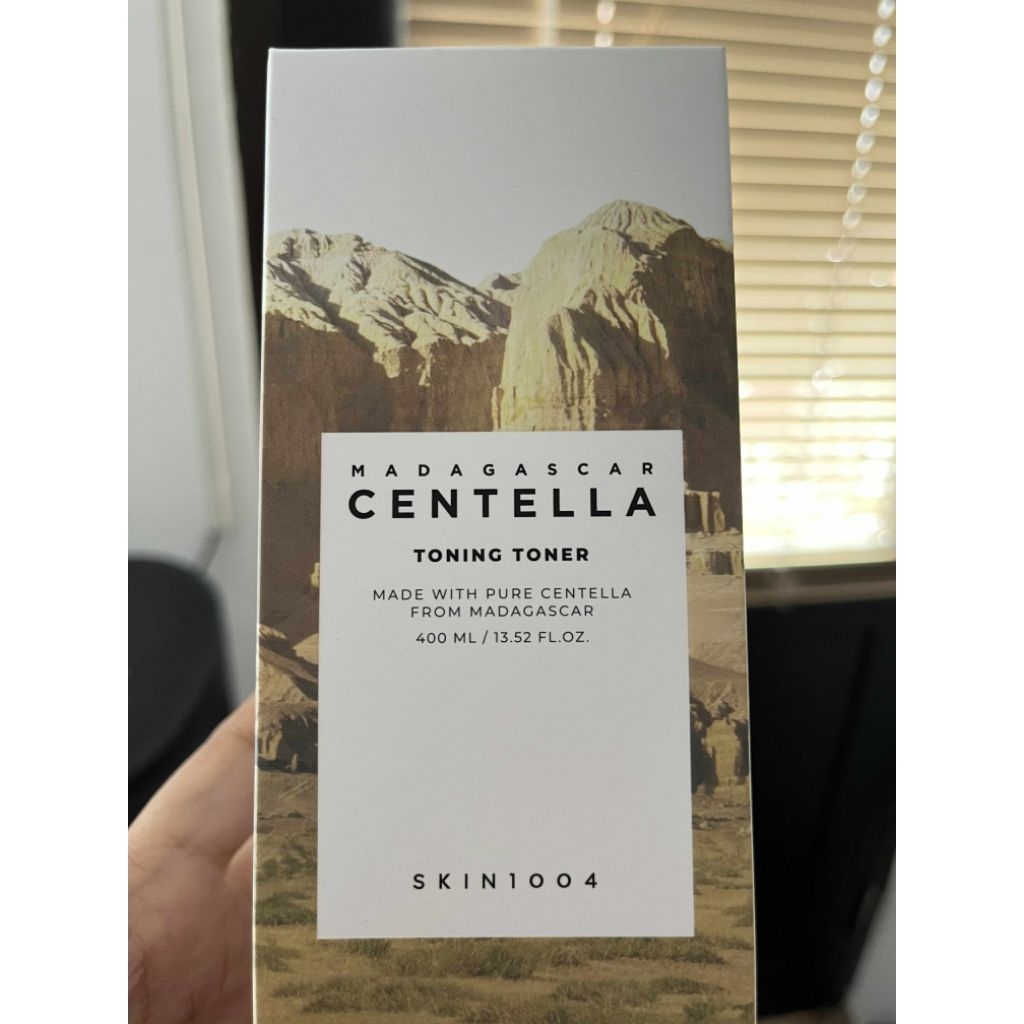 MADAGASCAR
CENTELLA
TONING TONER
MADE WITH PURE CENTELLA
FROM MADAGASCAR
400 ML / 13.52 FL.OZ.
SKIN1004